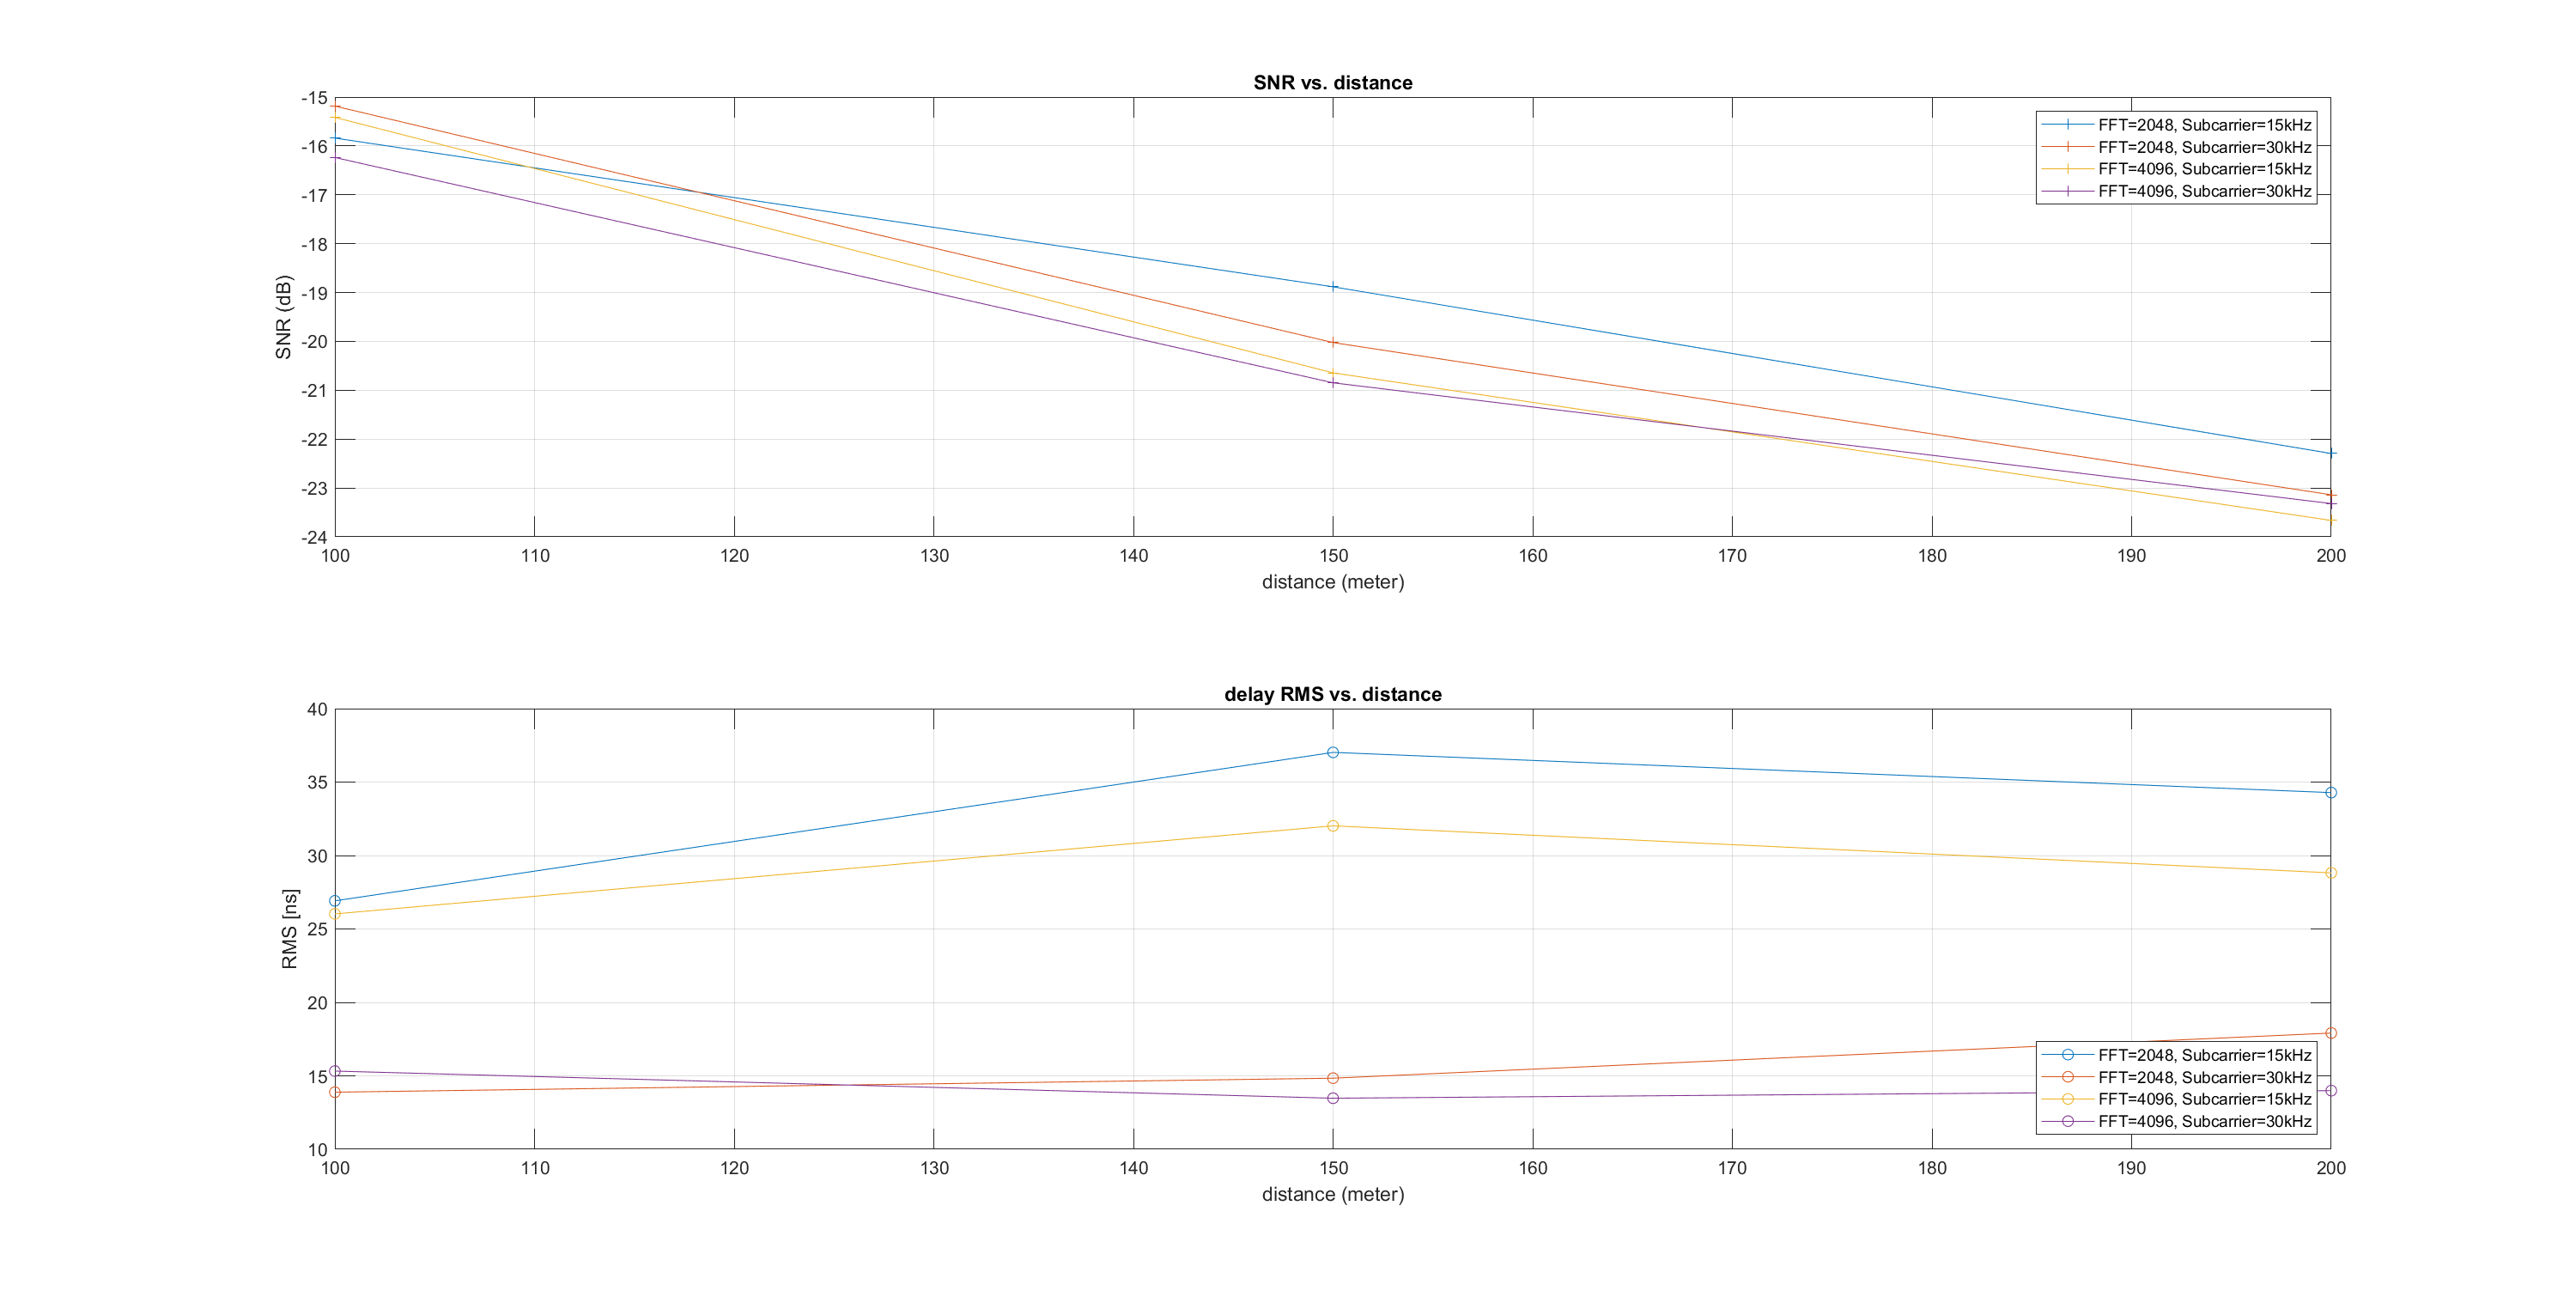 SNR vs. distance
-15
-16
-17
-18
-19
-20
-21
-22
-23
-24
SNR (dB)
FFT=2048, Subcarrier=15kHz
FFT=2048, Subcarrier=30kHz
FFT=4096, Subcarrier=15kHz
FFT=4096, Subcarrier=30kHz
100 110 120 130 140 150 160 170 180 190 200
distance (meter)
delay RMS vs. distance
40
35
30
25
20
15
10
RMS [ns]
FFT=2048, Subcarrier=15kHz
FFT=2048, Subcarrier=30kHz
FFT=4096, Subcarrier=15kHz
FFT=4096, Subcarrier=30kHz
100 110 120 130 140 150 160 170 180 190 200
distance (meter)